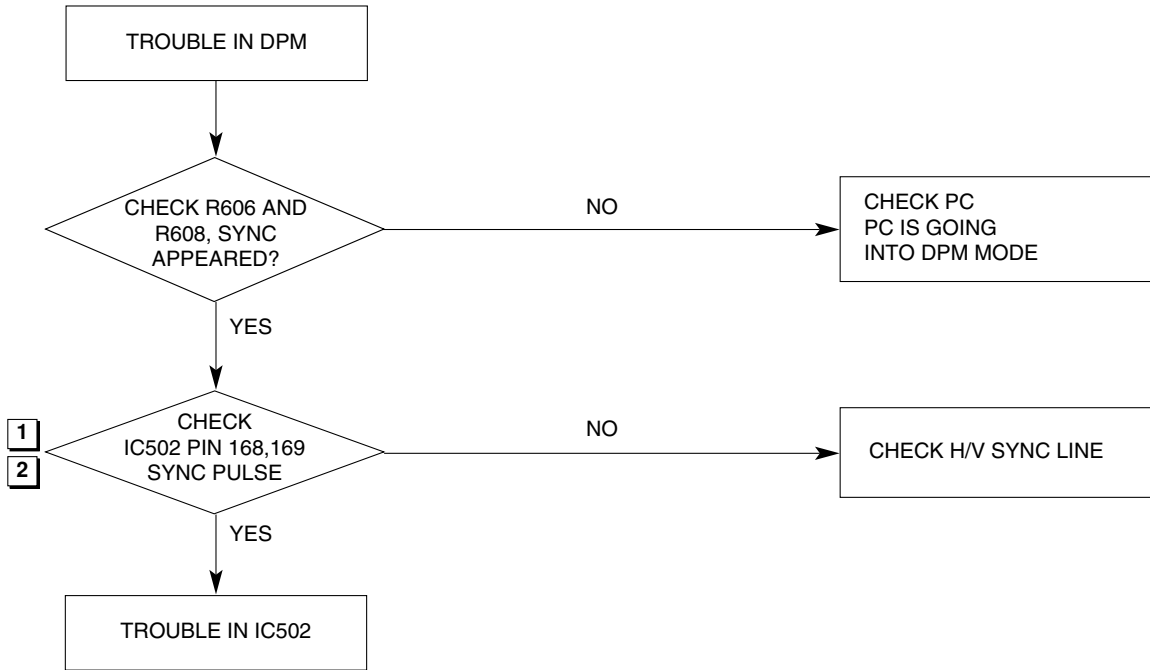 TROUBLE IN DPM
CHECK R606 AND
R608, SYNC
APPEARED?
NO
CHECK PC
PC IS GOING
INTO DPM MODE
YES
1
2
CHECK
IC502 PIN 168,169
SYNC PULSE
NO
CHECK H/V SYNC LINE
YES
TROUBLE IN IC502